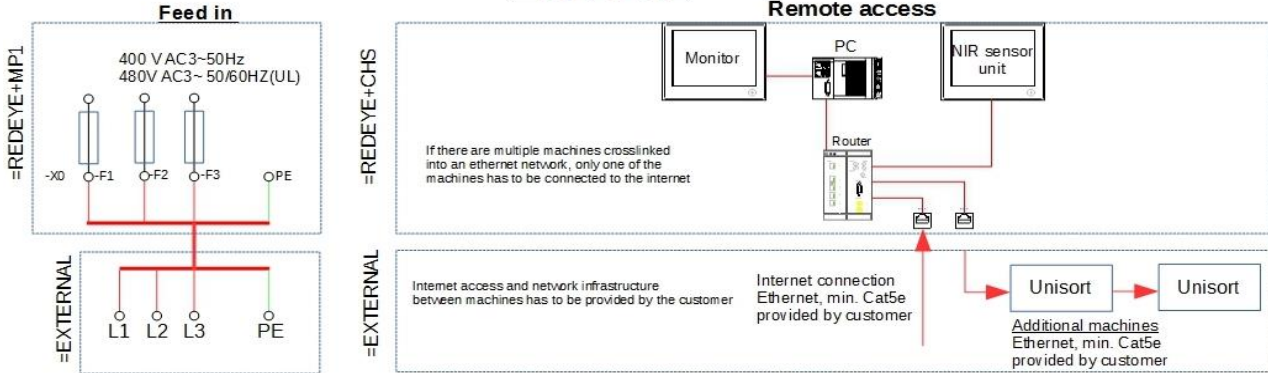 Feed in
Remote access
=REDEYE+MP1
400 V AC3~50Hz
480V AC3~ 50/60HZ(UL)
-X0
-F1
-F2
-F3
PE
=EXTERNAL
L1
L2
L3
PE
=REDEYE+CHS
Monitor
PC
NIR sensor
unit
Router
If there are multiple machines crosslinked
into an ethernet network, only one of the
machines has to be connected to the internet
=EXTERNAL
Internet access and network infrastructure
between machines has to be provided by the customer
Internet connection
Ethernet, min. Cat5e
provided by customer
Unisort
Unisort
Additional machines
Ethernet, min. Cat5e
provided by customer